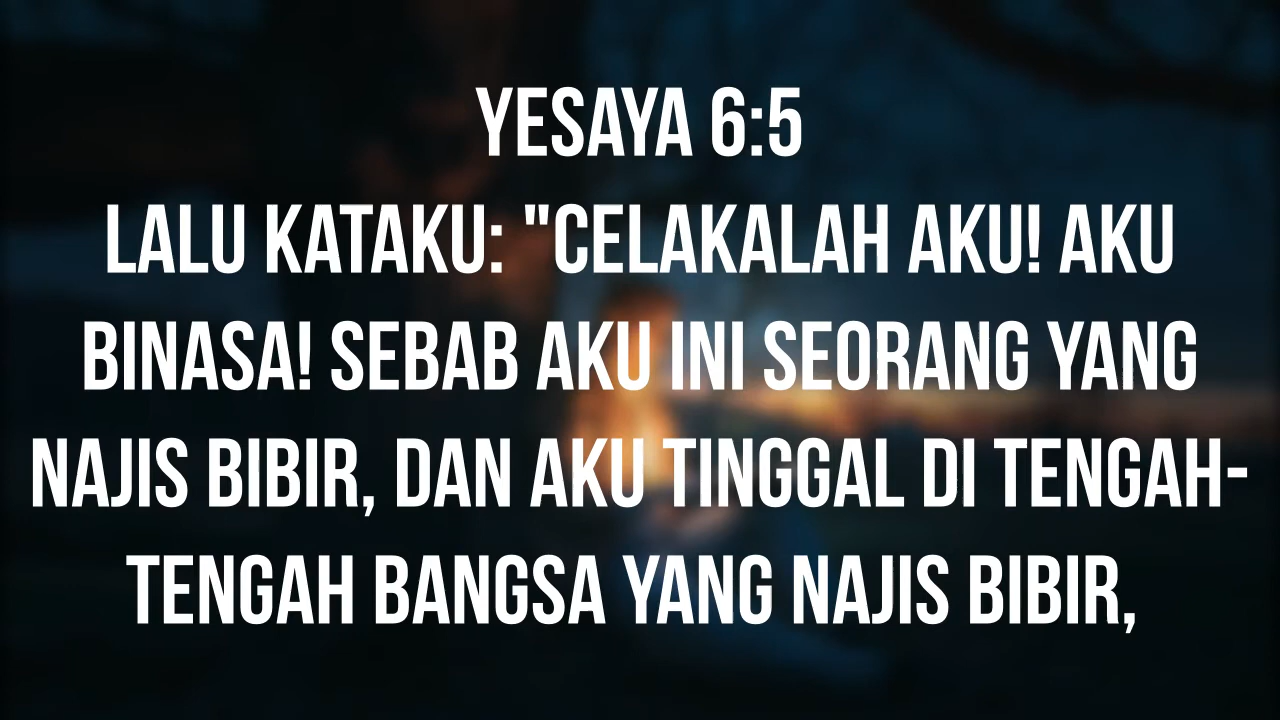 YESAYA 6:5
LALU KATAKU: "CELAKALAH AKU! AKU
BINASA! SEBAB AKU INI SEORANG YANG
NAJIS BIBIR, DAN AKU TINGGAL DI TENGAH-
TENGAH BANGSA YANG NAJIS BIBIR,